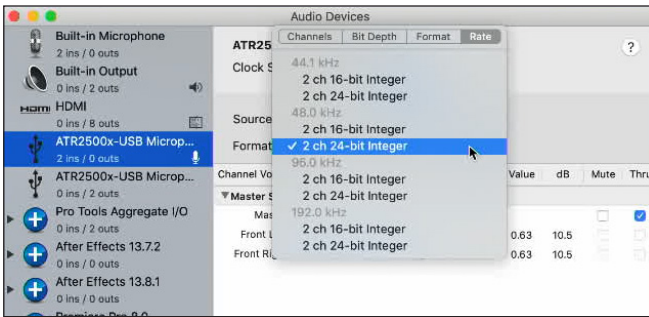 Audio Devices
Built-in Microphone
2 ins / 0 outs
Built-in Output
0 ins / 2 outs
HDMI HDMI
0 ins / 8 outs
ATR2500x-USB Microp...
2 ins / 0 outs
ATR2500x-USB Microp...
0 ins / 2 outs
Pro Tools Aggregate I/O
0 ins / 2 outs
After Effects 13.7.2
0 ins / 0 outs
After Effects 13.8.1
0 ins / 0 outs
Premiere Pro 8.0
ATR25
?
Clock S
Source
Format
Channels Bit Depth Format Rate
44.1 kHz
2 ch 16-bit Integer
2 ch 24-bit Integer
48.0 kHz
2 ch 16-bit Integer
✓ 2 ch 24-bit Integer
96.0 kHz
2 ch 16-bit Integer
2 ch 24-bit Integer
192.0 kHz
2 ch 16-bit Integer
2 ch 24-bit Integer
Channel Vo Value dB Mute Thru
Master S
Mas
Front L 0.63 10.5
Front Rig 0.63 10.5